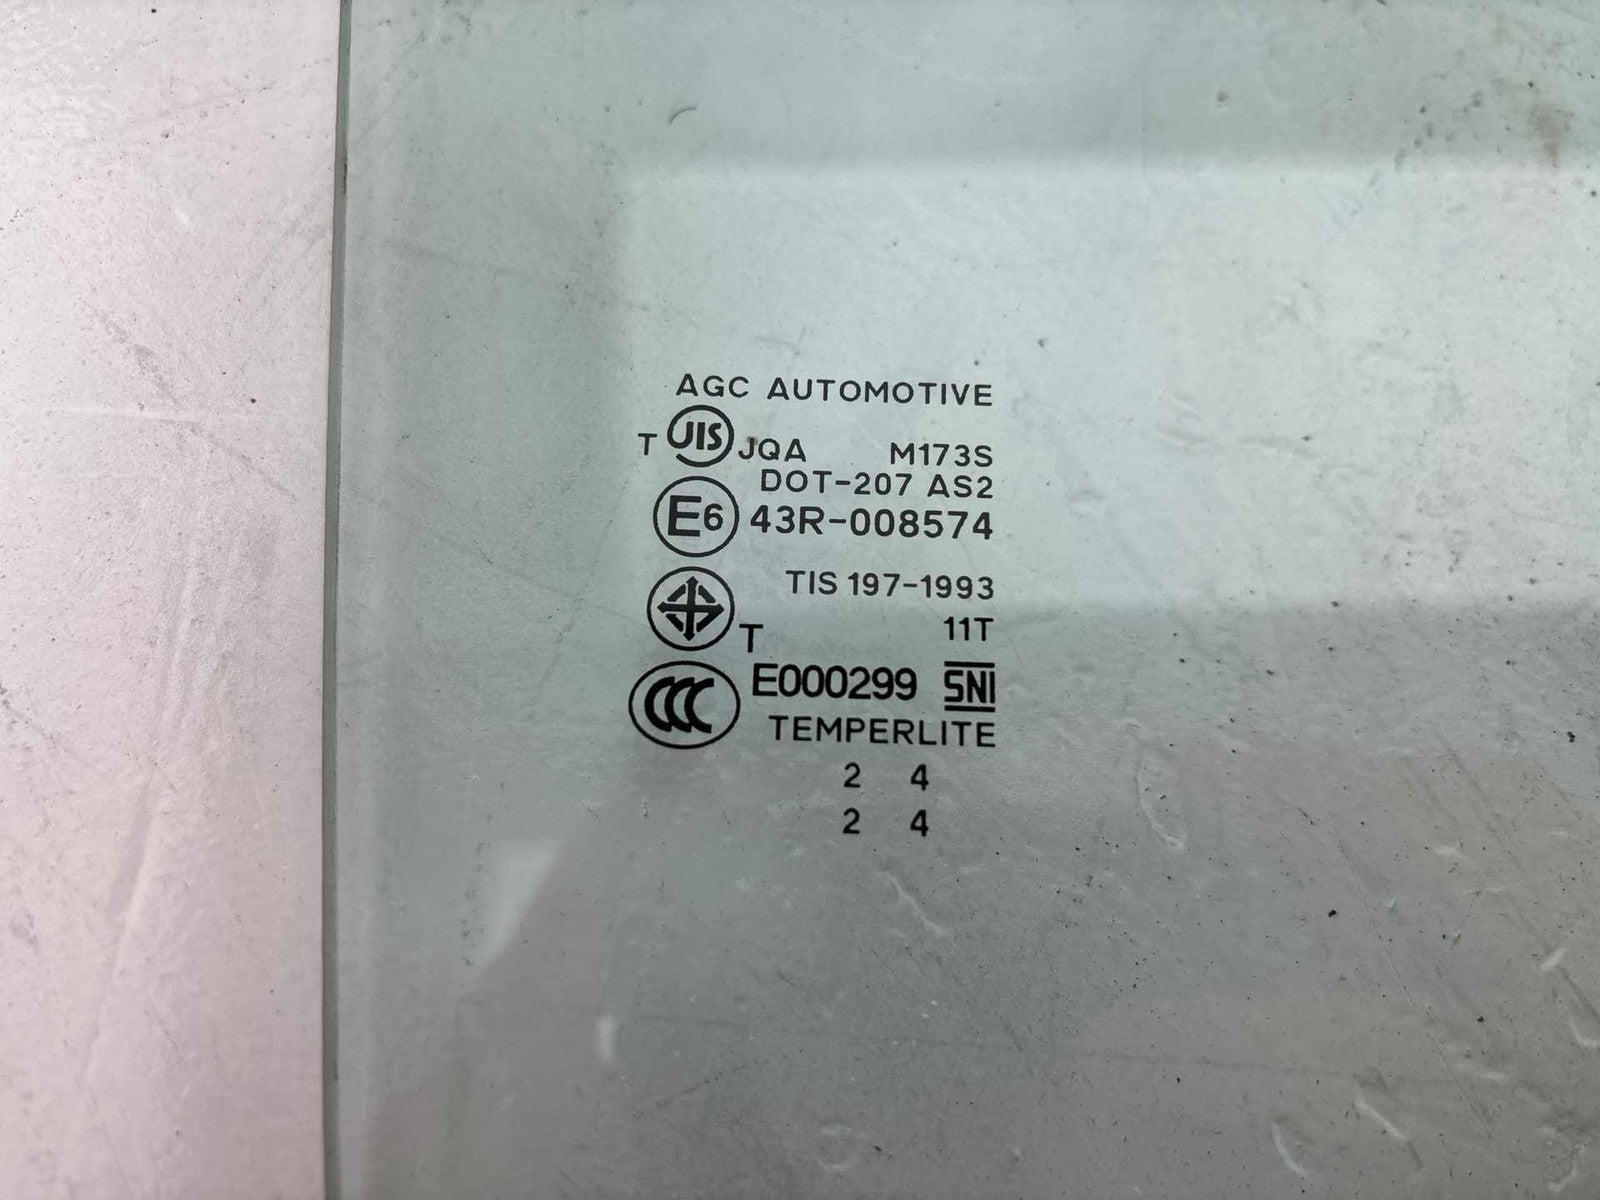 AGC AUTOMOTIVE
T JIS JQA M173S
DOT-207 AS2
E6 43R-008574
TIS 197-1993
T 11T
CCC E000299 SNI
TEMPERLITE
2 4
2 4